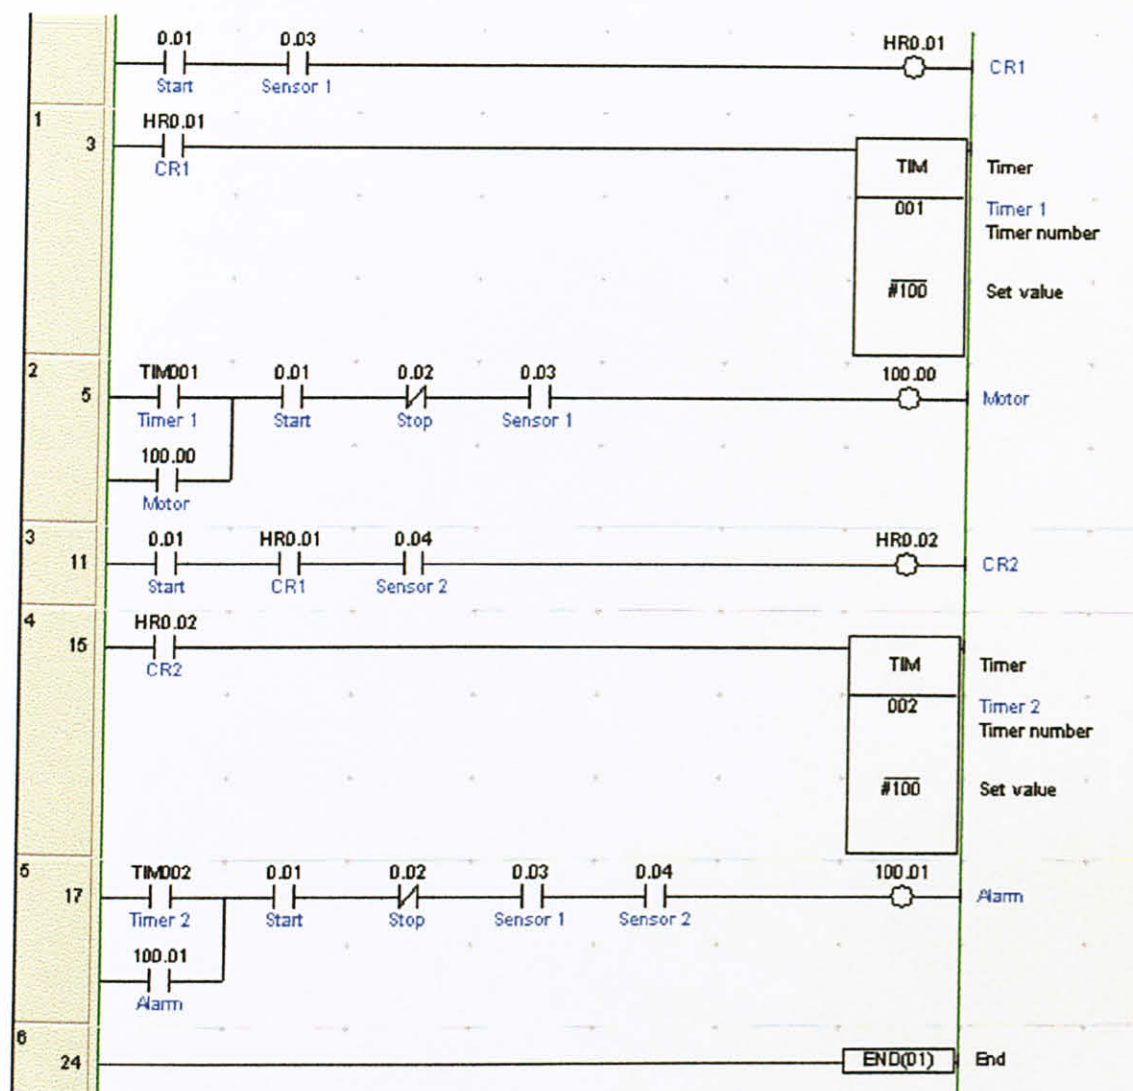 0.01 0.03 HR0.01
Start Sensor 1 CR1
1
3
HR0.01
CR1
TIM Timer
001 Timer 1
Timer number
#100 Set value
2
5
TIM001 0.01 0.02 0.03 100.00
Timer 1 Start Stop Sensor 1 Motor
100.00
Motor
3
11
0.01 HR0.01 0.04 HR0.02
Start CR1 Sensor 2 CR2
4
15
HR0.02
CR2
TIM Timer
002 Timer 2
Timer number
#100 Set value
5
17
TIM002 0.01 0.02 0.03 0.04 100.01
Timer 2 Start Stop Sensor 1 Sensor 2 Alarm
100.01
Alarm
6
24
END(01) End